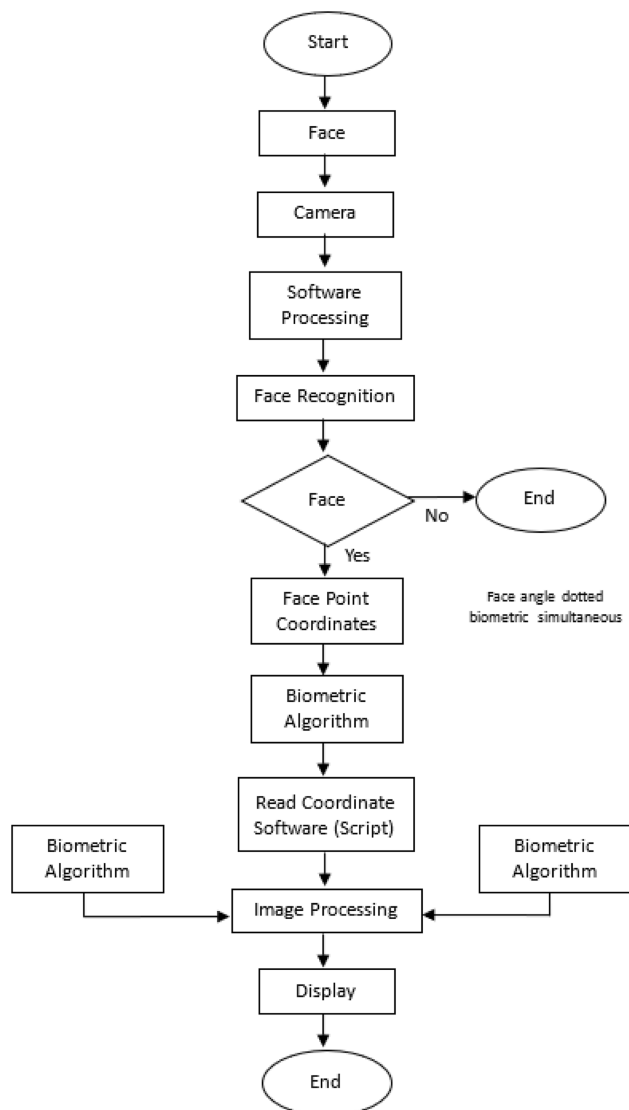 Start
Face
Camera
Software
Processing
Face Recognition
Face
End
No
Yes
Face Point
Coordinates
Face angle dotted
biometric simultaneous
Biometric
Algorithm
Read Coordinate
Software (Script)
Biometric
Algorithm
Biometric
Algorithm
Image Processing
Display
End